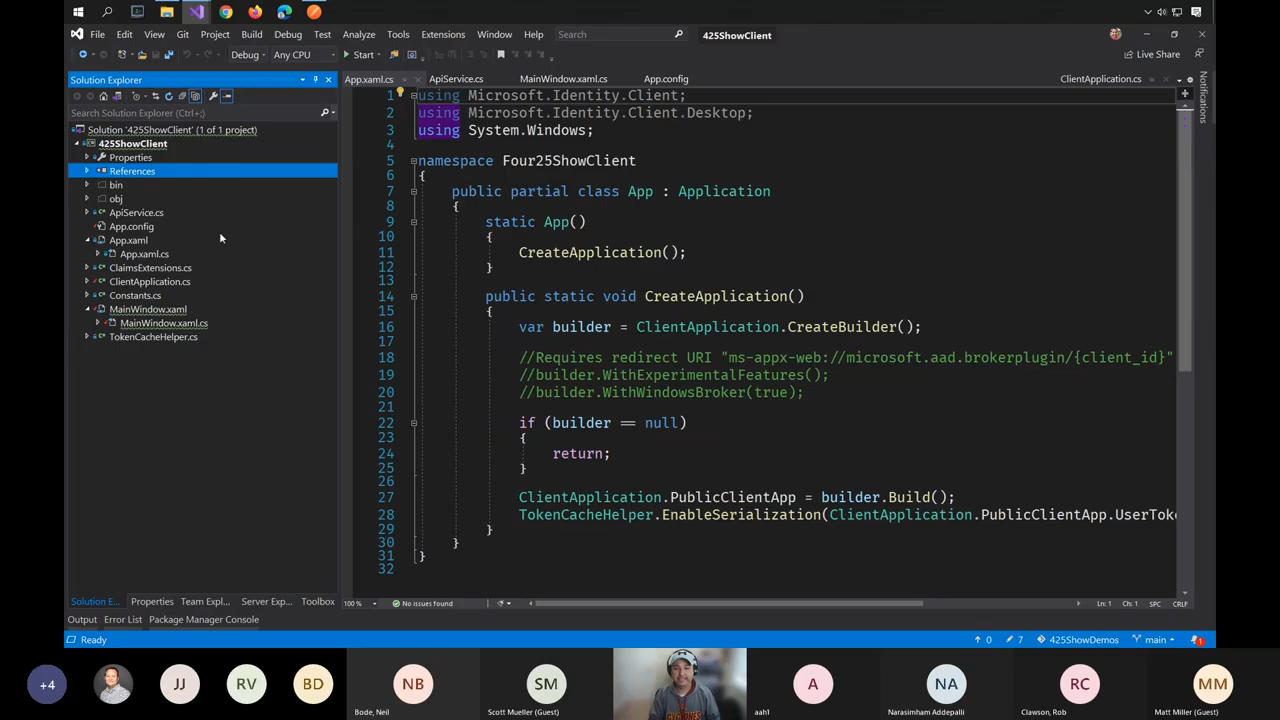 File Edit View Git Project Build Debug Test Analyze Tools Extensions Window Help Search 425ShowClient
Debug Any CPU Start Live Share
Solution Explorer
App.xaml.cs ApiService.cs MainWindow.xaml.cs App.config ClientApplication.cs
Search Solution Explorer (Ctrl+;)
Solution '425ShowClient' (1 of 1 project)
425ShowClient
Properties
References
bin
obj
ApiService.cs
App.config
App.xaml
App.xaml.cs
ClaimsExtensions.cs
ClientApplication.cs
Constants.cs
MainWindow.xaml
MainWindow.xaml.cs
TokenCacheHelper.cs
1 using Microsoft.Identity.Client;
2 using Microsoft.Identity.Client.Desktop;
3 using System.Windows;
4
5 namespace Four25ShowClient
6 {
7 public partial class App : Application
8 {
9 static App()
10 {
11 CreateApplication();
12 }
13
14 public static void CreateApplication()
15 {
16 var builder = ClientApplication.CreateBuilder();
17
18 //Requires redirect URI "ms-appx-web://microsoft.aad.brokerplugin/{client_id}"
19 //builder.WithExperimentalFeatures();
20 //builder.WithWindowsBroker(true);
21
22 if (builder == null)
23 {
24 return;
25 }
26
27 ClientApplication.PublicClientApp = builder.Build();
28 TokenCacheHelper.EnableSerialization(ClientApplication.PublicClientApp.UserToke
29 }
30 }
31 }
32
Notifications
Solution E... Properties Team Expl... Server Exp... Toolbox
100 % No issues found Ln: 1 Ch: 1 SPC CRLF
Output Error List Package Manager Console
Ready 0 7 425ShowDemos main 1
+4 JJ RV BD NB SM A NA RC MM
Bode, Neil Scott Mueller (Guest) aah1 Narasimham Addepalli Clawson, Rob Matt Miller (Guest)